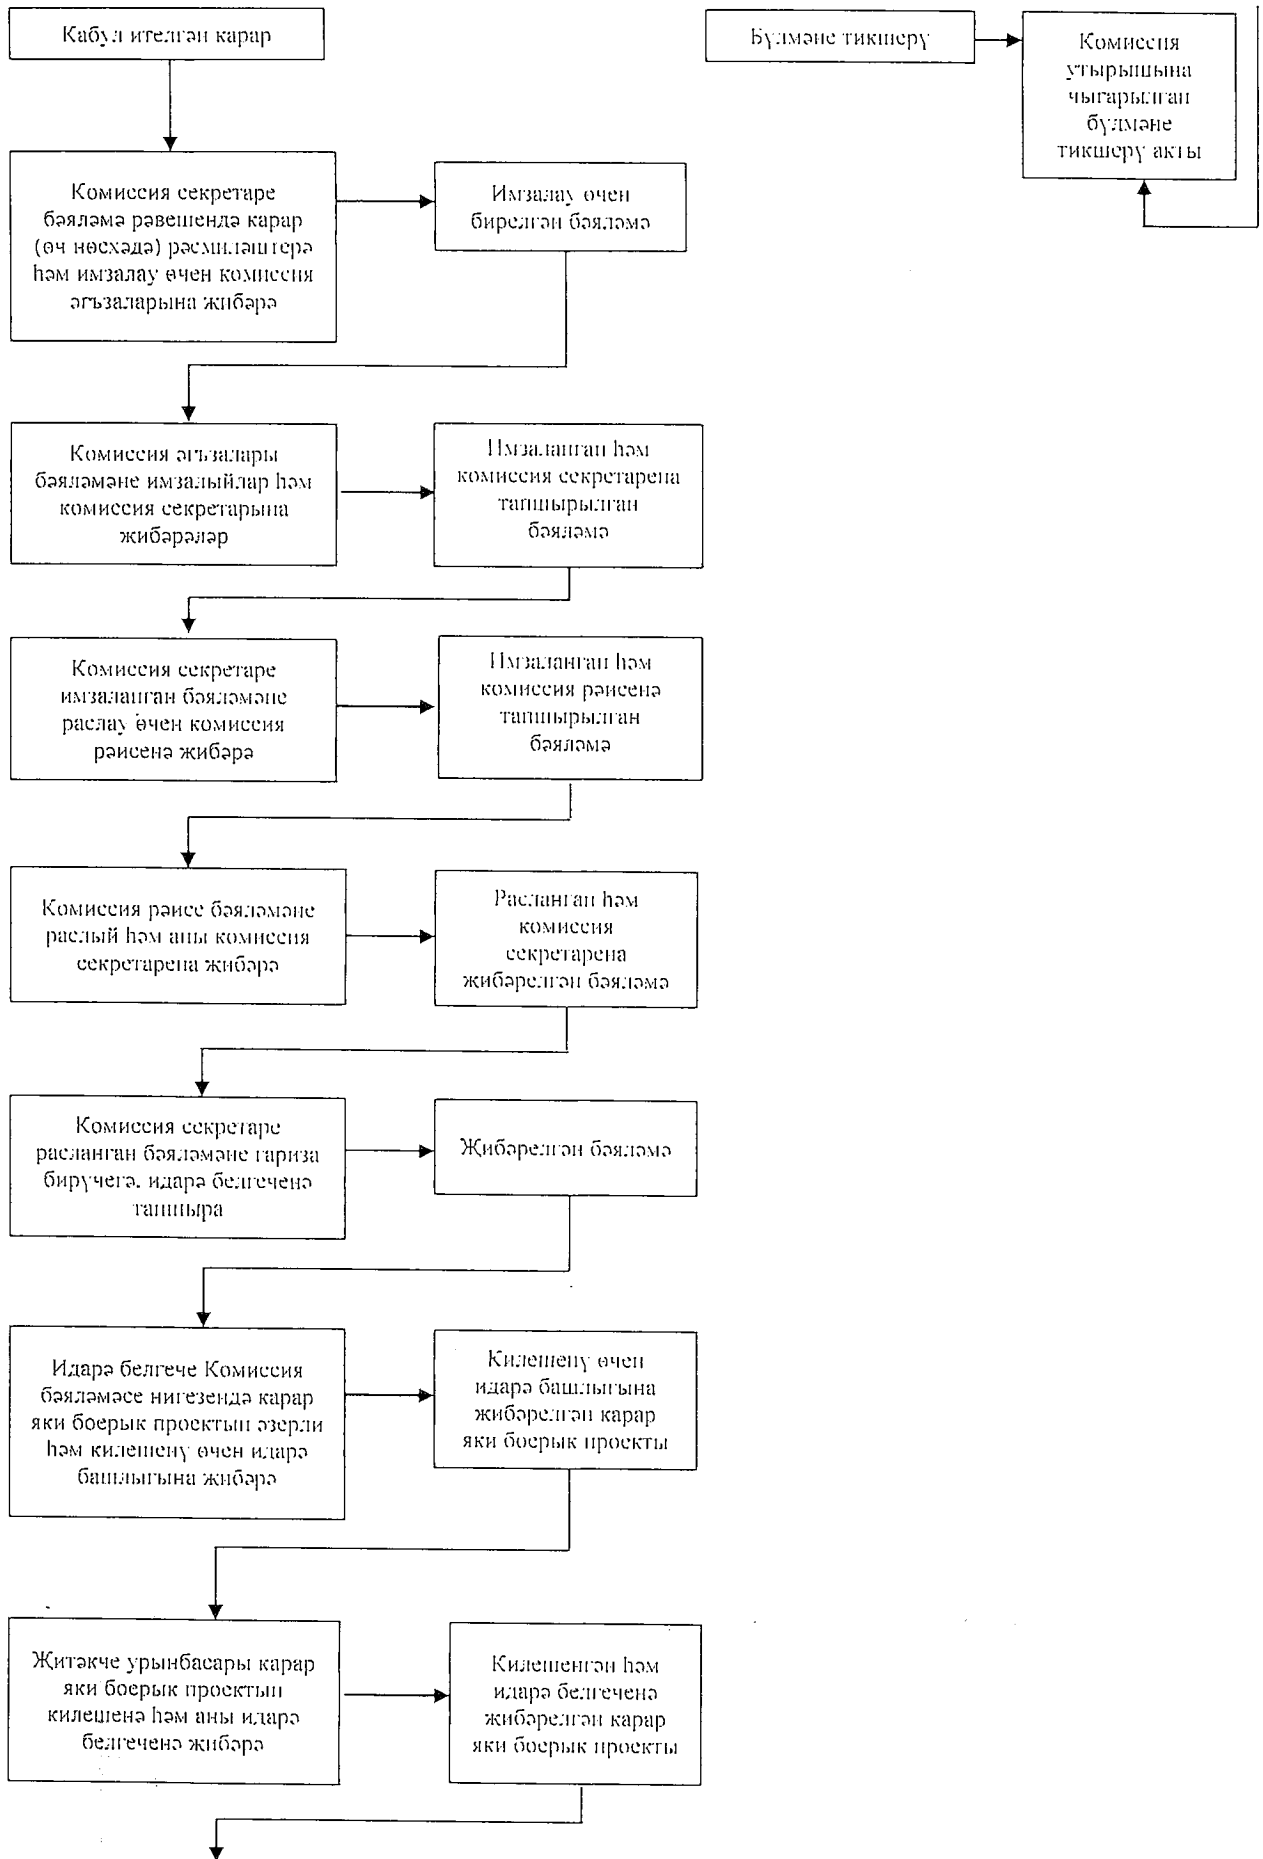 Кабул ителгән карар
Бүлмәне тикшерү
Комиссия
утырышына
чыгарылган
бүлмәне
тикшерү акты
Комиссия секретаре
бәяләмә рәвешендә карар
(өч нөсхәдә) рәсмиләштерә
һәм имзалау өчен комиссия
әгъзаларына җибәрә
Имзалау өчен
бирелгән бәяләмә
Комиссия әгъзалары
бәяләмәне имзалыйлар һәм
комиссия секретарына
җибәрәләр
Имзаланган һәм
комиссия секретарена
тапшырылган
бәяләмә
Комиссия секретаре
имзаланган бәяләмәне
раслау өчен комиссия
рәисенә җибәрә
Имзаланган һәм
комиссия рәисенә
тапшырылган
бәяләмә
Комиссия рәисе бәяләмәне
раслый һәм аны комиссия
секретарена җибәрә
Расланган һәм
комиссия
секретарена
җибәрелгән бәяләмә
Комиссия секретаре
расланган бәяләмәне гариза
бирүчегә, идарә белгеченә
тапшыра
Җибәрелгән бәяләмә
Идарә белгече Комиссия
бәяләмәсе нигезендә карар
яки боерык проектын әзерли
һәм килешенү өчен идарә
башлыгына җибәрә
Килешенү өчен
идарә башлыгына
җибәрелгән карар
яки боерык проекты
Җитәкче урынбасары карар
яки боерык проектын
килешенә һәм аны идарә
белгеченә җибәрә
Килешенгән һәм
идарә белгеченә
җибәрелгән карар
яки боерык проекты